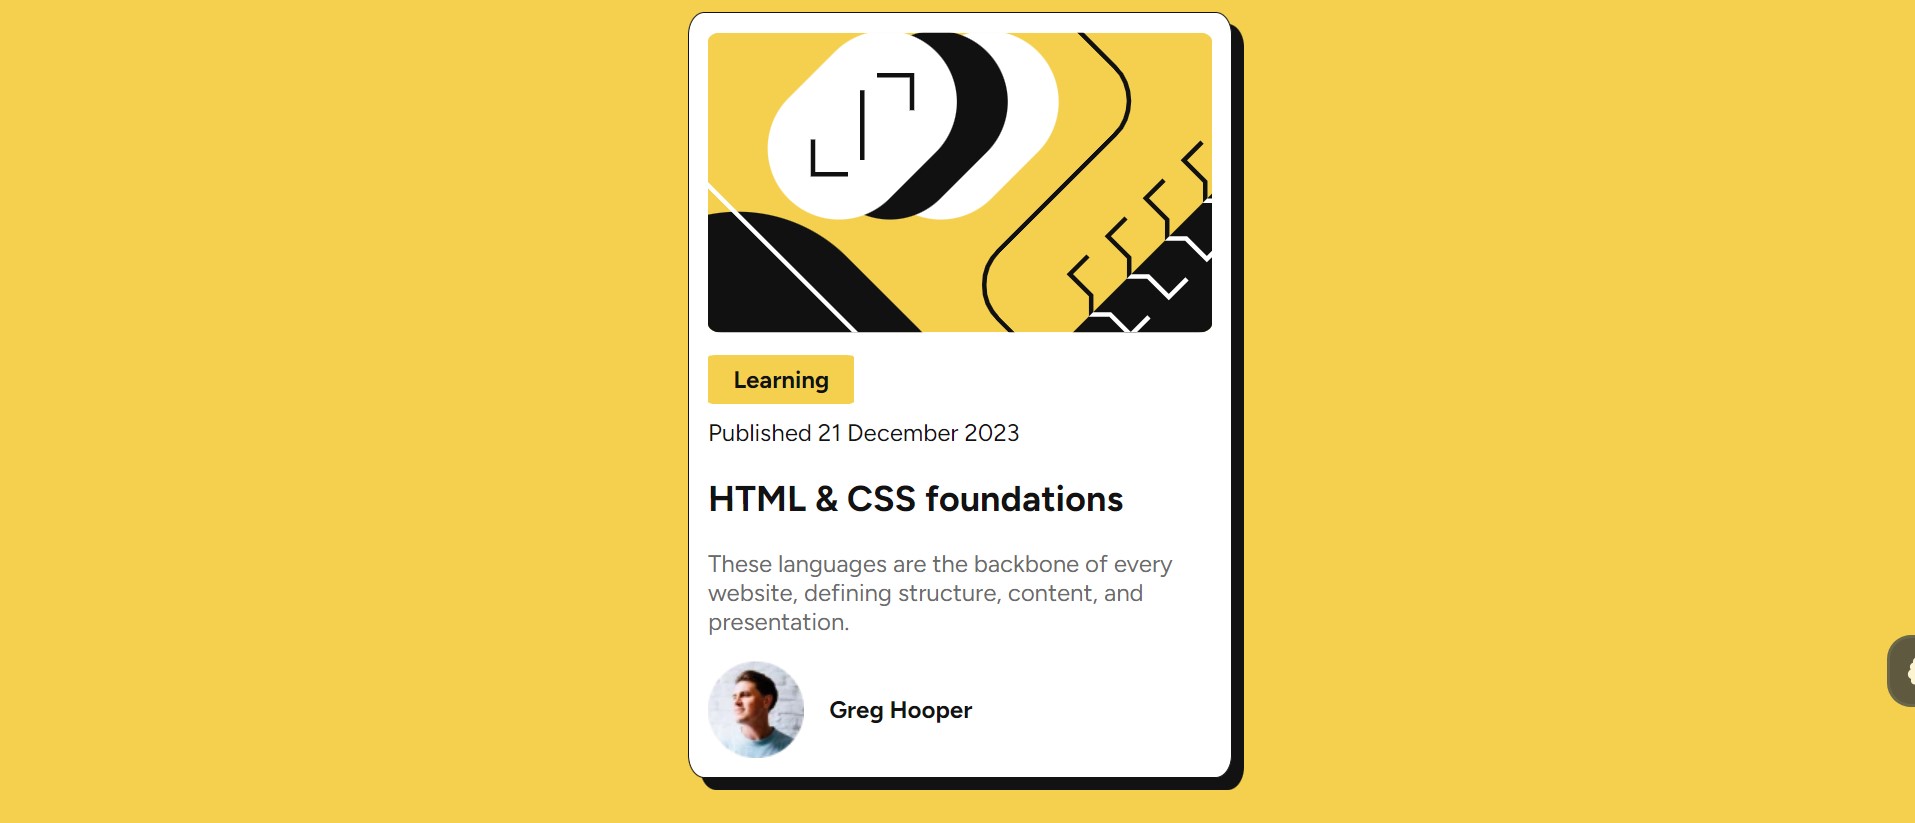 Learning
Published 21 December 2023
HTML & CSS foundations
These languages are the backbone of every
website, defining structure, content, and
presentation.
Greg Hooper